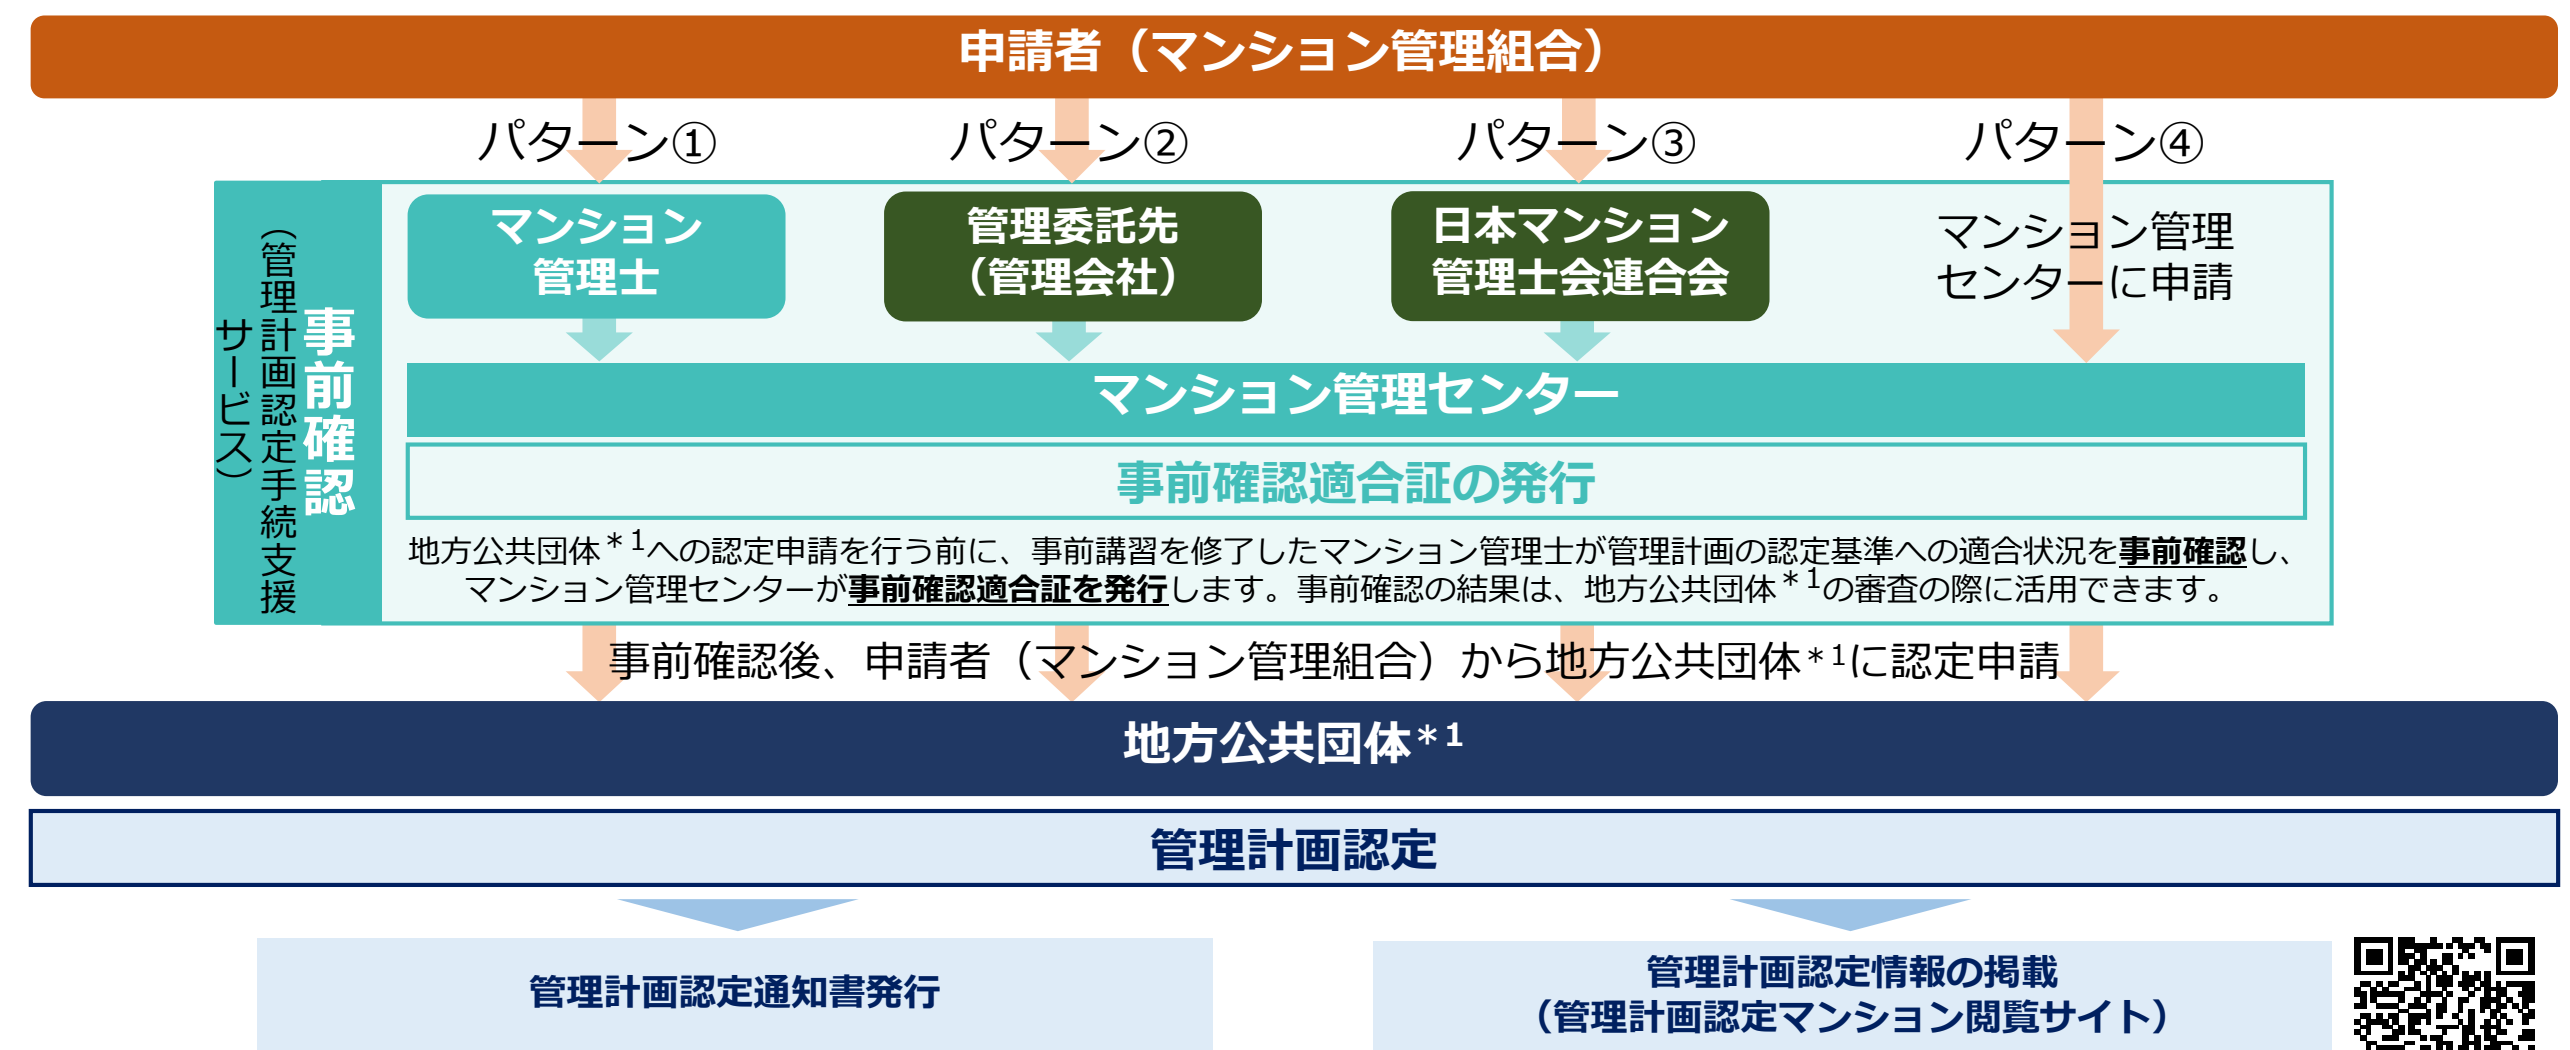 申請者（マンション管理組合）
パターン①
パターン②
パターン③
パターン④
事前確認
（管理計画認定手続支援
サービス）
マンション
管理士
管理委託先
（管理会社）
日本マンション
管理士会連合会
マンション管理
センターに申請
マンション管理センター
事前確認適合証の発行
地方公共団体＊1への認定申請を行う前に、事前講習を修了したマンション管理士が管理計画の認定基準への適合状況を事前確認し、
マンション管理センターが事前確認適合証を発行します。事前確認の結果は、地方公共団体＊1の審査の際に活用できます。
事前確認後、申請者（マンション管理組合）から地方公共団体＊1に認定申請
地方公共団体＊1
管理計画認定
管理計画認定通知書発行
管理計画認定情報の掲載
（管理計画認定マンション閲覧サイト）